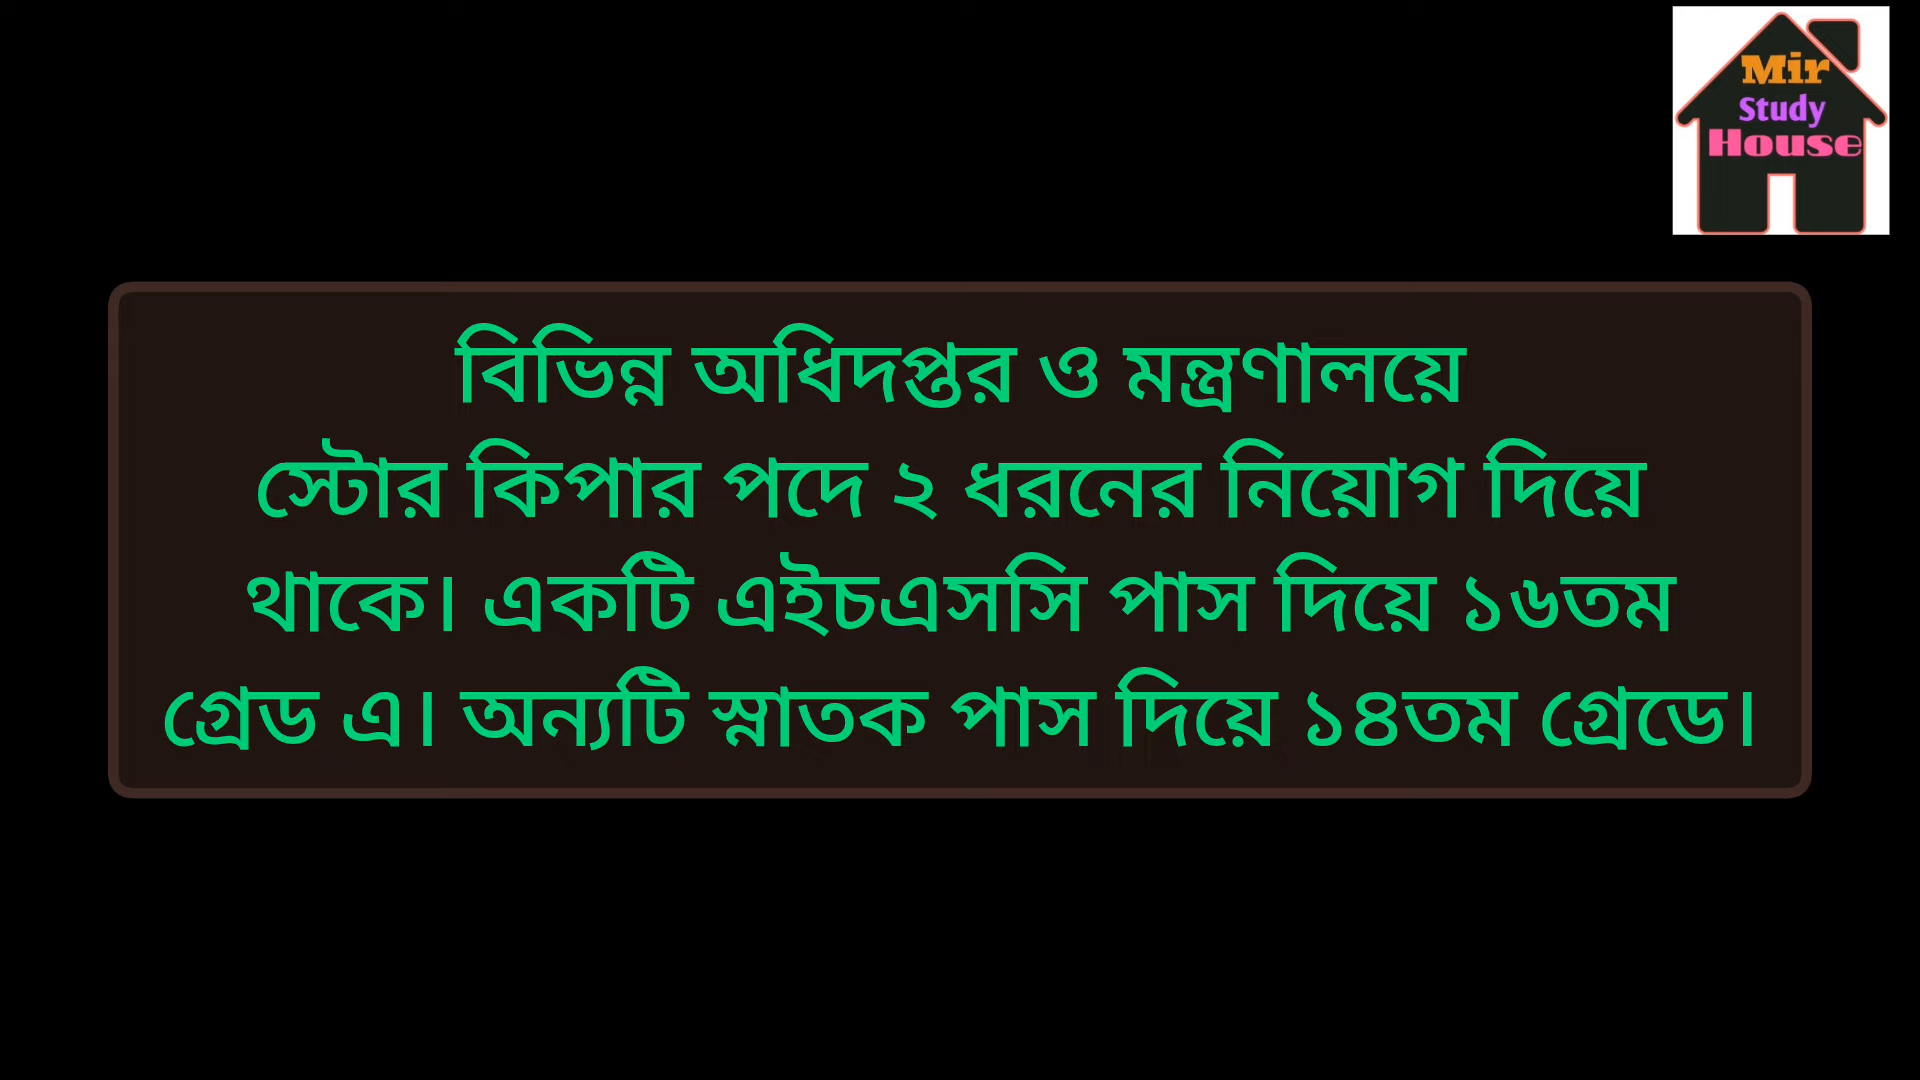 Mir
Study
House
বিভিন্ন অধিদপ্তর ও মন্ত্রণালয়ে
স্টোর কিপার পদে ২ ধরনের নিয়োগ দিয়ে
থাকে। একটি এইচএসসি পাস দিয়ে ১৬তম
গ্রেড এ। অন্যটি স্নাতক পাস দিয়ে ১৪তম গ্রেডে।